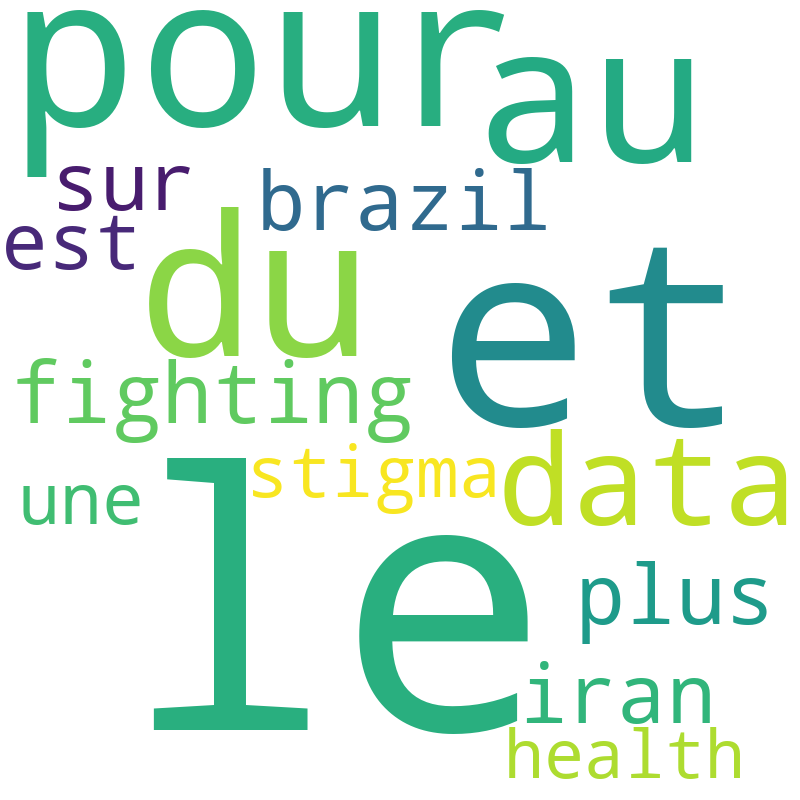 pour
au
sur
brazil
est
du
et
fighting
stigma
data
une
le
plus
iran
health